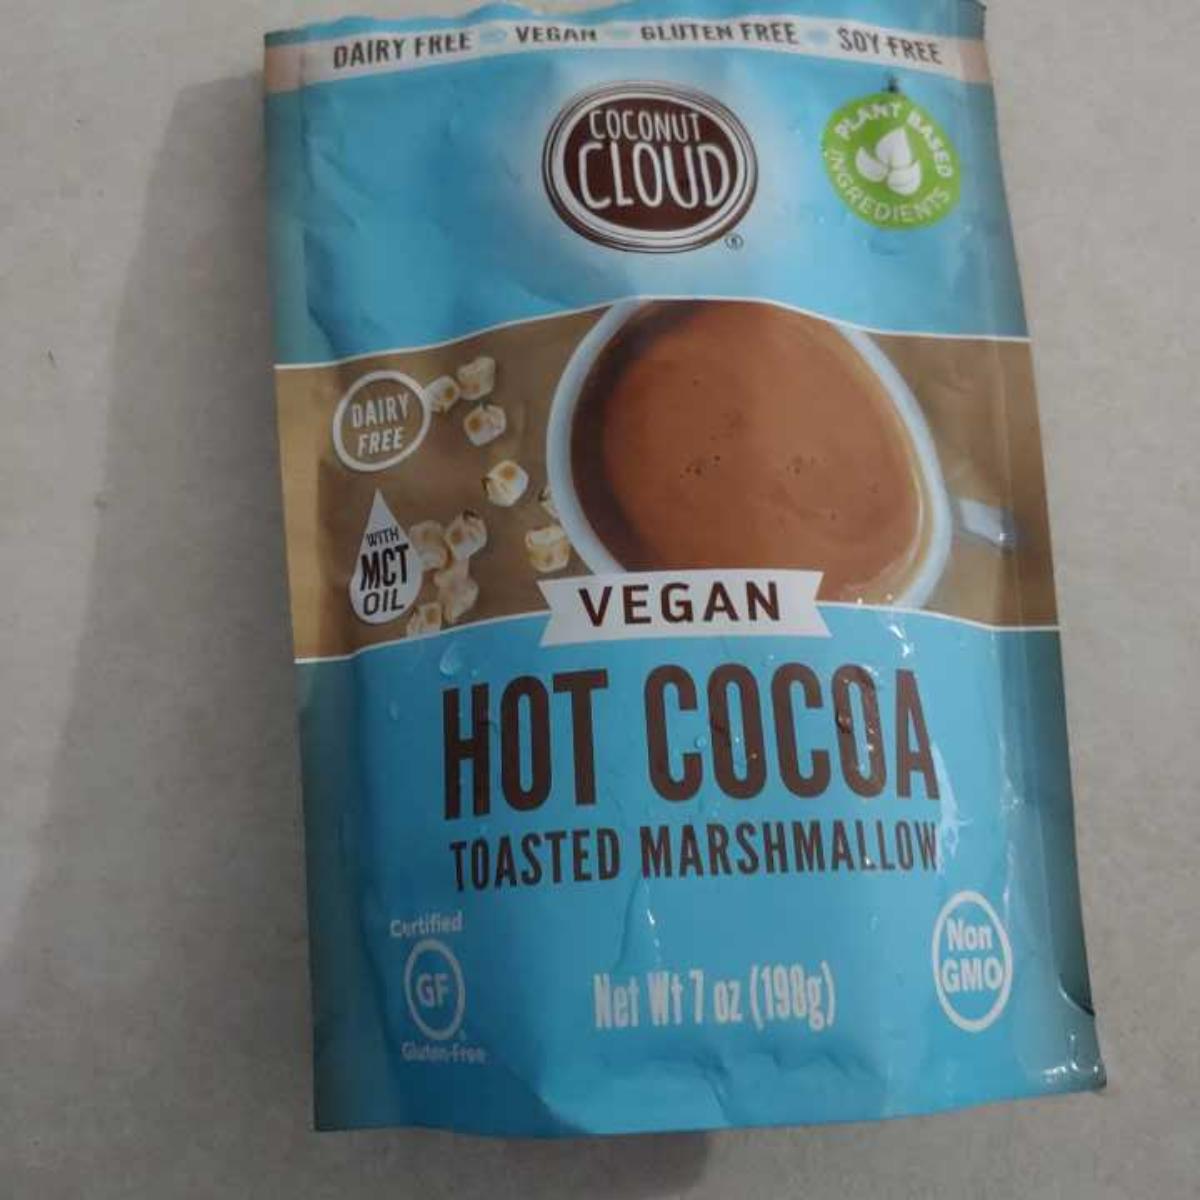 DAIRY FREE VEGAN GLUTEN FREE SOY FREE
COCONUT
CLOUD
®
PLANT BASED
INGREDIENTS
DAIRY
FREE
WITH
MCT
OIL
VEGAN
HOT COCOA
TOASTED MARSHMALLOW
Certified
GF
Gluten-Free
Net Wt 7 oz (198g)
Non
GMO